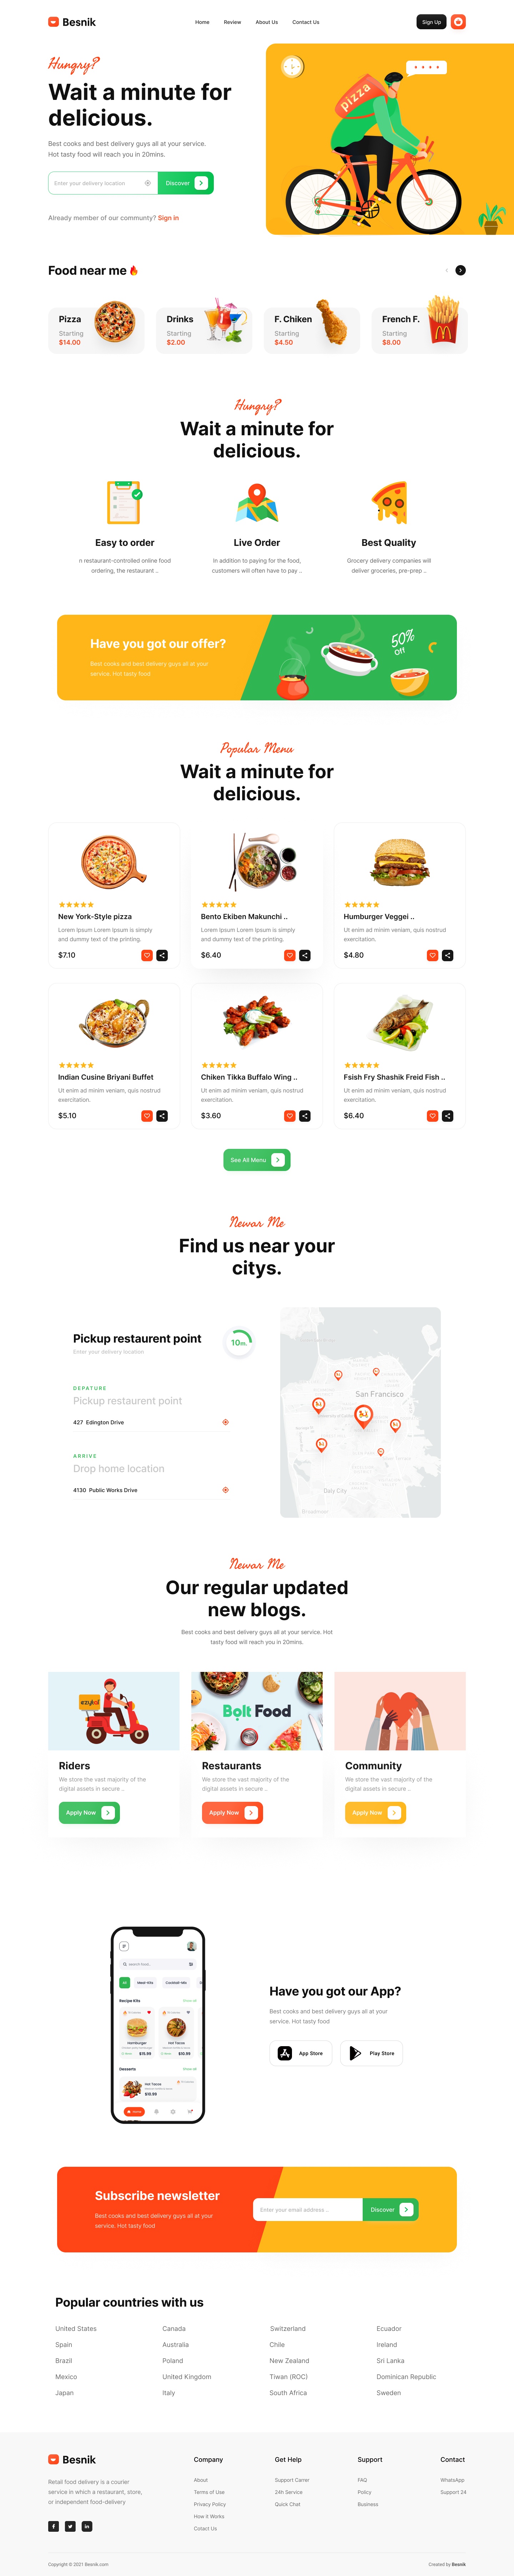 Besnik
Home Review About Us Contact Us
Sign Up
Hungry?
Wait a minute for
delicious.
Best cooks and best delivery guys all at your service.
Hot tasty food will reach you in 20mins.
Enter your delivery location
Discover
Already member of our communty? Sign in
pizza
Food near me
Pizza
Starting
$14.00
Drinks
Starting
$2.00
F. Chiken
Starting
$4.50
French F.
Starting
$8.00
Hungry?
Wait a minute for
delicious.
Easy to order
n restaurant-controlled online food
ordering, the restaurant ..
Live Order
In addition to paying for the food,
customers will often have to pay ...
Best Quality
Grocery delivery companies will
deliver groceries, pre-prep ..
Have you got our offer?
Best cooks and best delivery guys all at your
service. Hot tasty food
50%
Off
Popular Menu
Wait a minute for
delicious.
New York-Style pizza
Lorem Ipsum Lorem Ipsum is simply
and dummy text of the printing.
$7.10
Bento Ekiben Makunchi ..
Lorem Ipsum Lorem Ipsum is simply
and dummy text of the printing.
$6.40
Humburger Veggei ..
Ut enim ad minim veniam, quis nostrud
exercitation.
$4.80
Indian Cusine Briyani Buffet
Ut enim ad minim veniam, quis nostrud
exercitation.
$5.10
Chiken Tikka Buffalo Wing ..
Ut enim ad minim veniam, quis nostrud
exercitation.
$3.60
Fsish Fry Shashik Freid Fish ..
Ut enim ad minim veniam, quis nostrud
exercitation.
$6.40
See All Menu
Newar Me
Find us near your
citys.
Pickup restaurent point
Enter your delivery location
10m.
DEPATURE
Pickup restaurent point
427 Edington Drive
ARRIVE
Drop home location
4130 Public Works Drive
San Francisco
Daly City
Broadmoor
Newar Me
Our regular updated
new blogs.
Best cooks and best delivery guys all at your service. Hot
tasty food will reach you in 20mins.
Riders
We store the vast majority of the
digital assets in secure ..
Apply Now
Bolt Food
Restaurants
We store the vast majority of the
digital assets in secure ..
Apply Now
Community
We store the vast majority of the
digital assets in secure ..
Apply Now
Recipe Kits
Hamburger
$15.99
Hot Tacos
$10.99
Desserts
Hot Tacos
$10.99
Home
Have you got our App?
Best cooks and best delivery guys all at your
service. Hot tasty food
App Store
Play Store
Subscribe newsletter
Best cooks and best delivery guys all at your
service. Hot tasty food
Enter your email address...
Discover
Popular countries with us
United States Canada Switzerland Ecuador
Spain Australia Chile Ireland
Brazil Poland New Zealand Sri Lanka
Mexico United Kingdom Tiwan (ROC) Dominican Republic
Japan Italy South Africa Sweden
Besnik
Retail food delivery is a courier
service in which a restaurant, store,
or independent food-delivery
Company
About
Terms of Use
Privacy Policy
How it Works
Cotact Us
Get Help
Support Carrer
24h Service
Quick Chat
Support
FAQ
Policy
Business
Contact
WhatsApp
Support 24
Copyright © 2021 Besnik.com
Created by Besnik